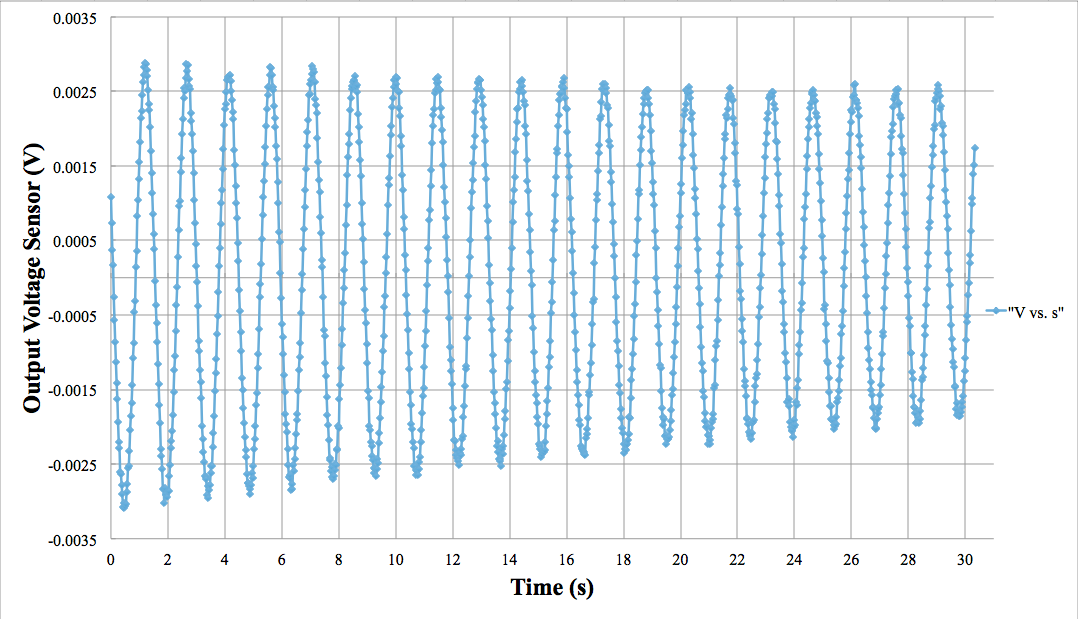 0.0035
0.0025
0.0015
0.0005
-0.0005
-0.0015
-0.0025
-0.0035
Output Voltage Sensor (V)
0 2 4 6 8 10 12 14 16 18 20 22 24 26 28 30
Time (s)
"V vs. s"